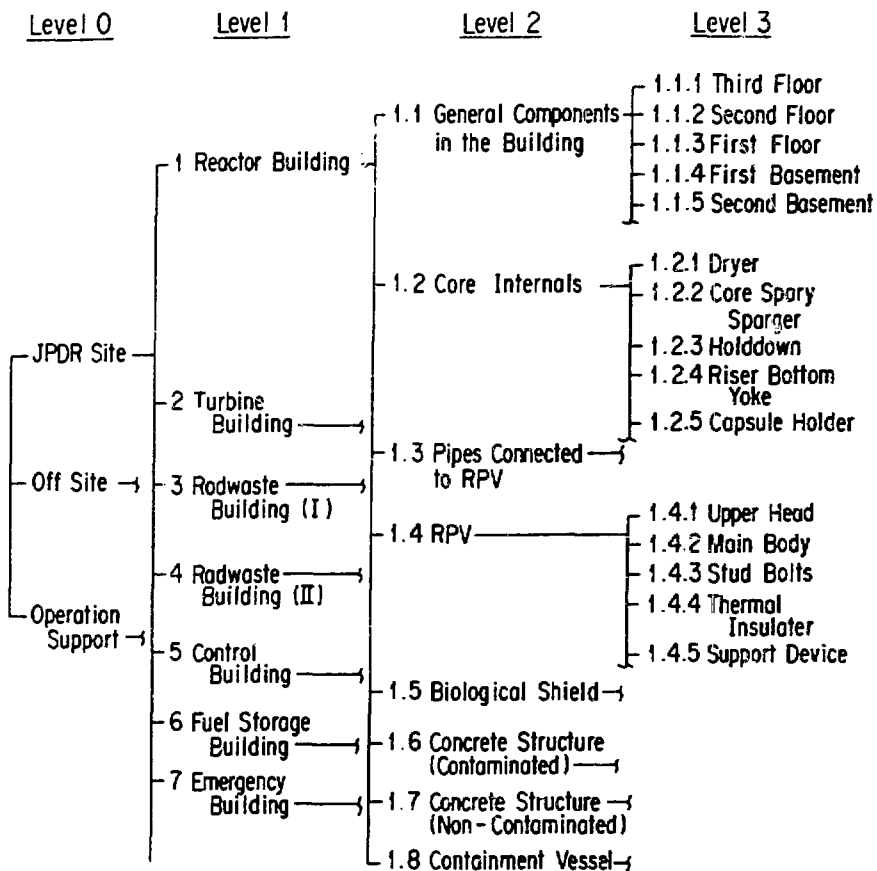 Level 0
Level 1
Level 2
Level 3
JPDR Site
Off Site
Operation
Support
1 Reactor Building
2 Turbine
Building
3 Radwaste
Building (I)
4 Radwaste
Building (II)
5 Control
Building
6 Fuel Storage
Building
7 Emergency
Building
1.1 General Components
in the Building
1.2 Core Internals
1.3 Pipes Connected
to RPV
1.4 RPV
1.5 Biological Shield
1.6 Concrete Structure
(Contaminated)
1.7 Concrete Structure
(Non-Contaminated)
1.8 Containment Vessel
1.1.1 Third Floor
1.1.2 Second Floor
1.1.3 First Floor
1.1.4 First Basement
1.1.5 Second Basement
1.2.1 Dryer
1.2.2 Core Spary
Sparger
1.2.3 Holddown
1.2.4 Riser Bottom
Yoke
1.2.5 Capsule Holder
1.4.1 Upper Head
1.4.2 Main Body
1.4.3 Stud Bolts
1.4.4 Thermal
Insulater
1.4.5 Support Device